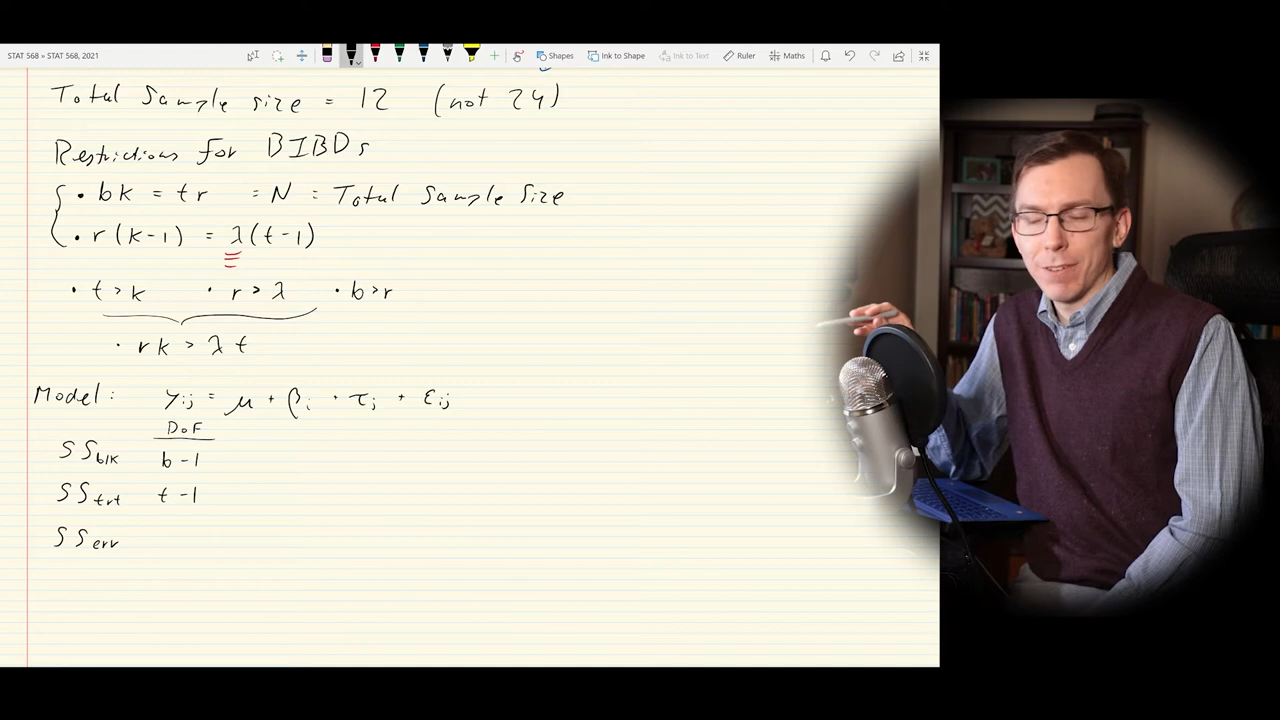 STAT 568 » STAT 568, 2021
Shapes Ink to Shape Ink to Text Ruler Maths
Total Sample size = 12 (not 24)
Restrictions for BIBDs
• bk = tr = N = Total Sample Size
• r(k-1) = λ(t-1)
• t > k • r > λ • b > r
• rk > λt
Model: yij = μ + βi + τj + εij
DoF
SSblk b-1
SStrt t-1
SSerr